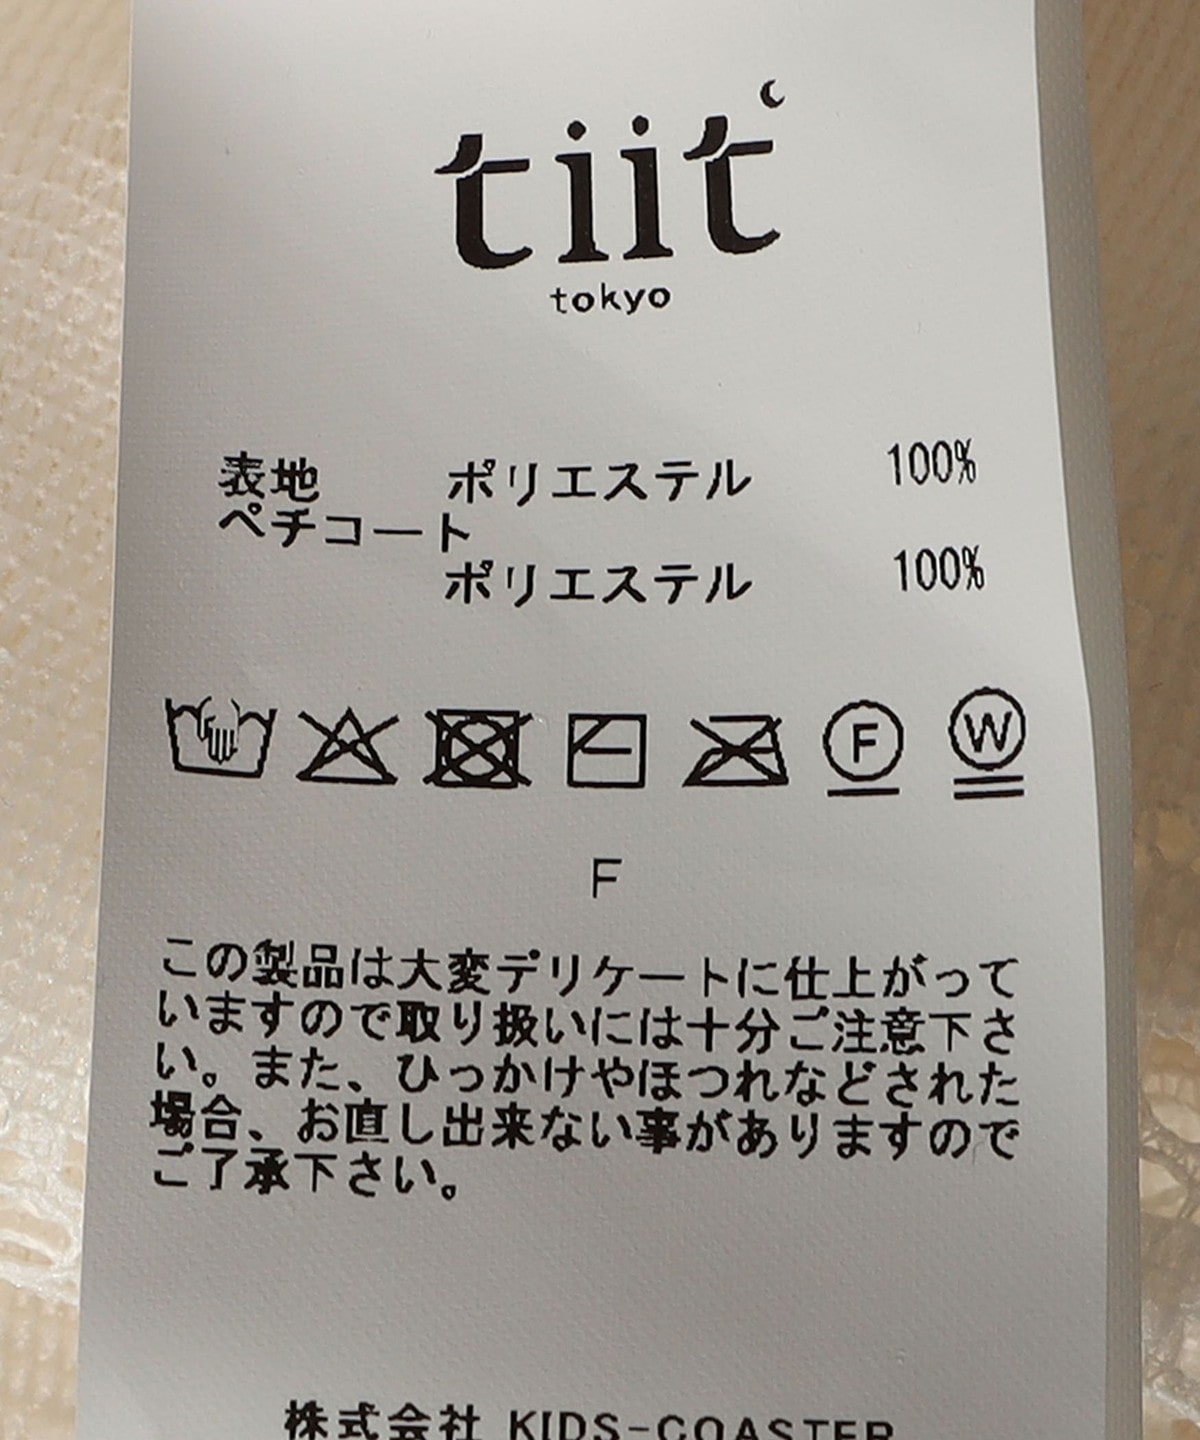 tiit
tokyo
表地 ポリエステル 100%
ペチコート
ポリエステル 100%
F W
F
この製品は大変デリケートに仕上がって
いますので取り扱いには十分ご注意下さ
い。また、ひっかけやほつれなどされた
場合、お直し出来ない事がありますので
ご了承下さい。
株式会社 KIDS-COASTER